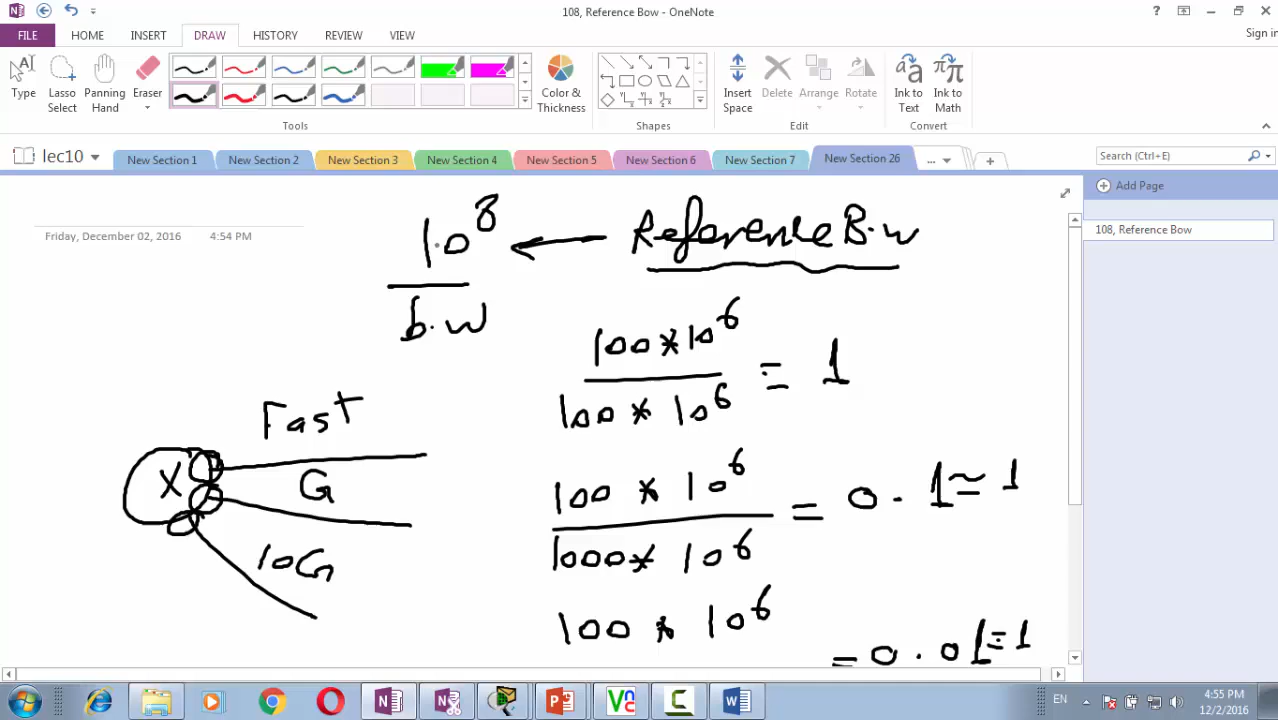 108, Reference Bow - OneNote
FILE HOME INSERT DRAW HISTORY REVIEW VIEW Sign in
Type Lasso Select Panning Hand Eraser Color & Thickness Insert Space Delete Arrange Rotate Ink to Text Ink to Math
Tools Shapes Edit Convert
lec10 New Section 1 New Section 2 New Section 3 New Section 4 New Section 5 New Section 6 New Section 7 New Section 26 ... Search (Ctrl+E)
Add Page
108, Reference Bow
Friday, December 02, 2016 4:54 PM
10^8 ← Reference B.w
b.w
100*10^6
100*10^6 = 1
Fast
X
G
100 * 10^6
1000* 10^6 = 0.1 ≃ 1
10G
100 * 10^6
= 0.01 = 1
EN 4:55 PM
12/2/2016